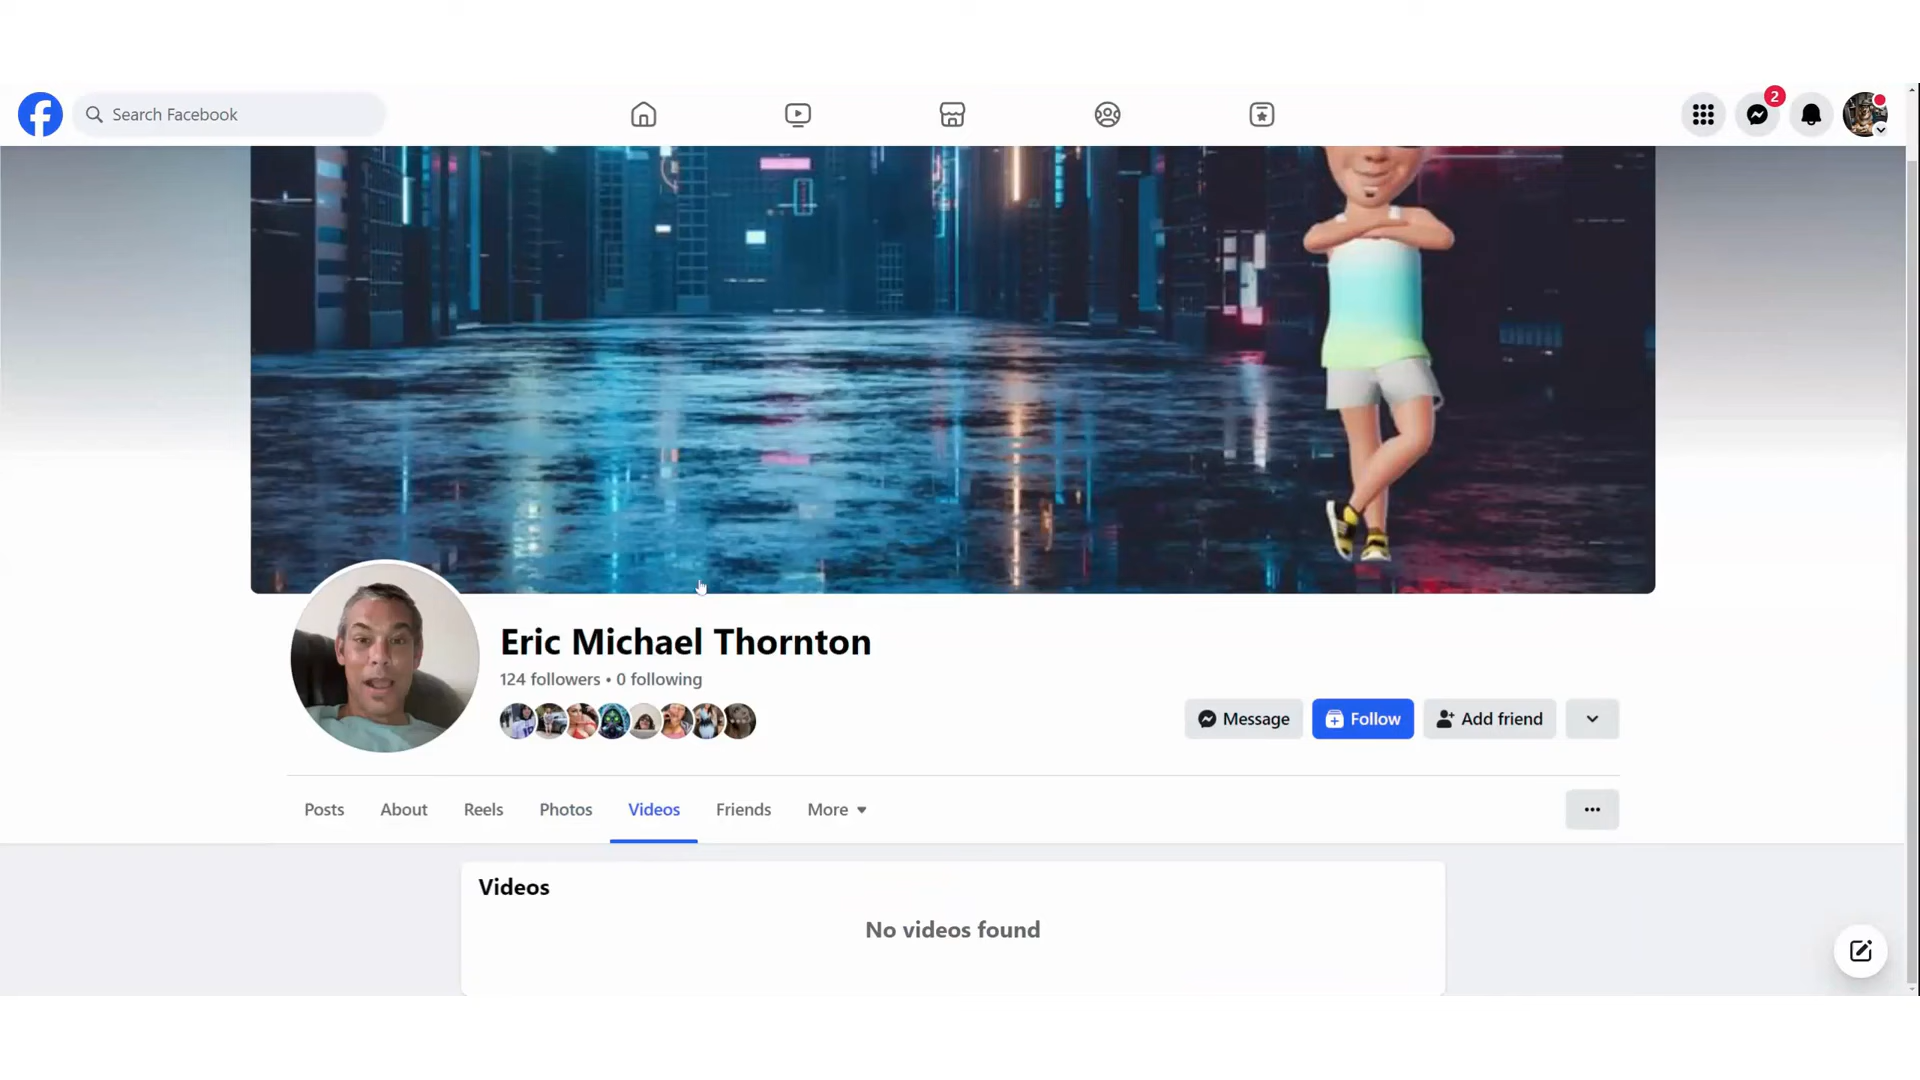 Search Facebook
2
Eric Michael Thornton
124 followers • 0 following
Message
Follow
Add friend
Posts
About
Reels
Photos
Videos
Friends
More
Videos
No videos found